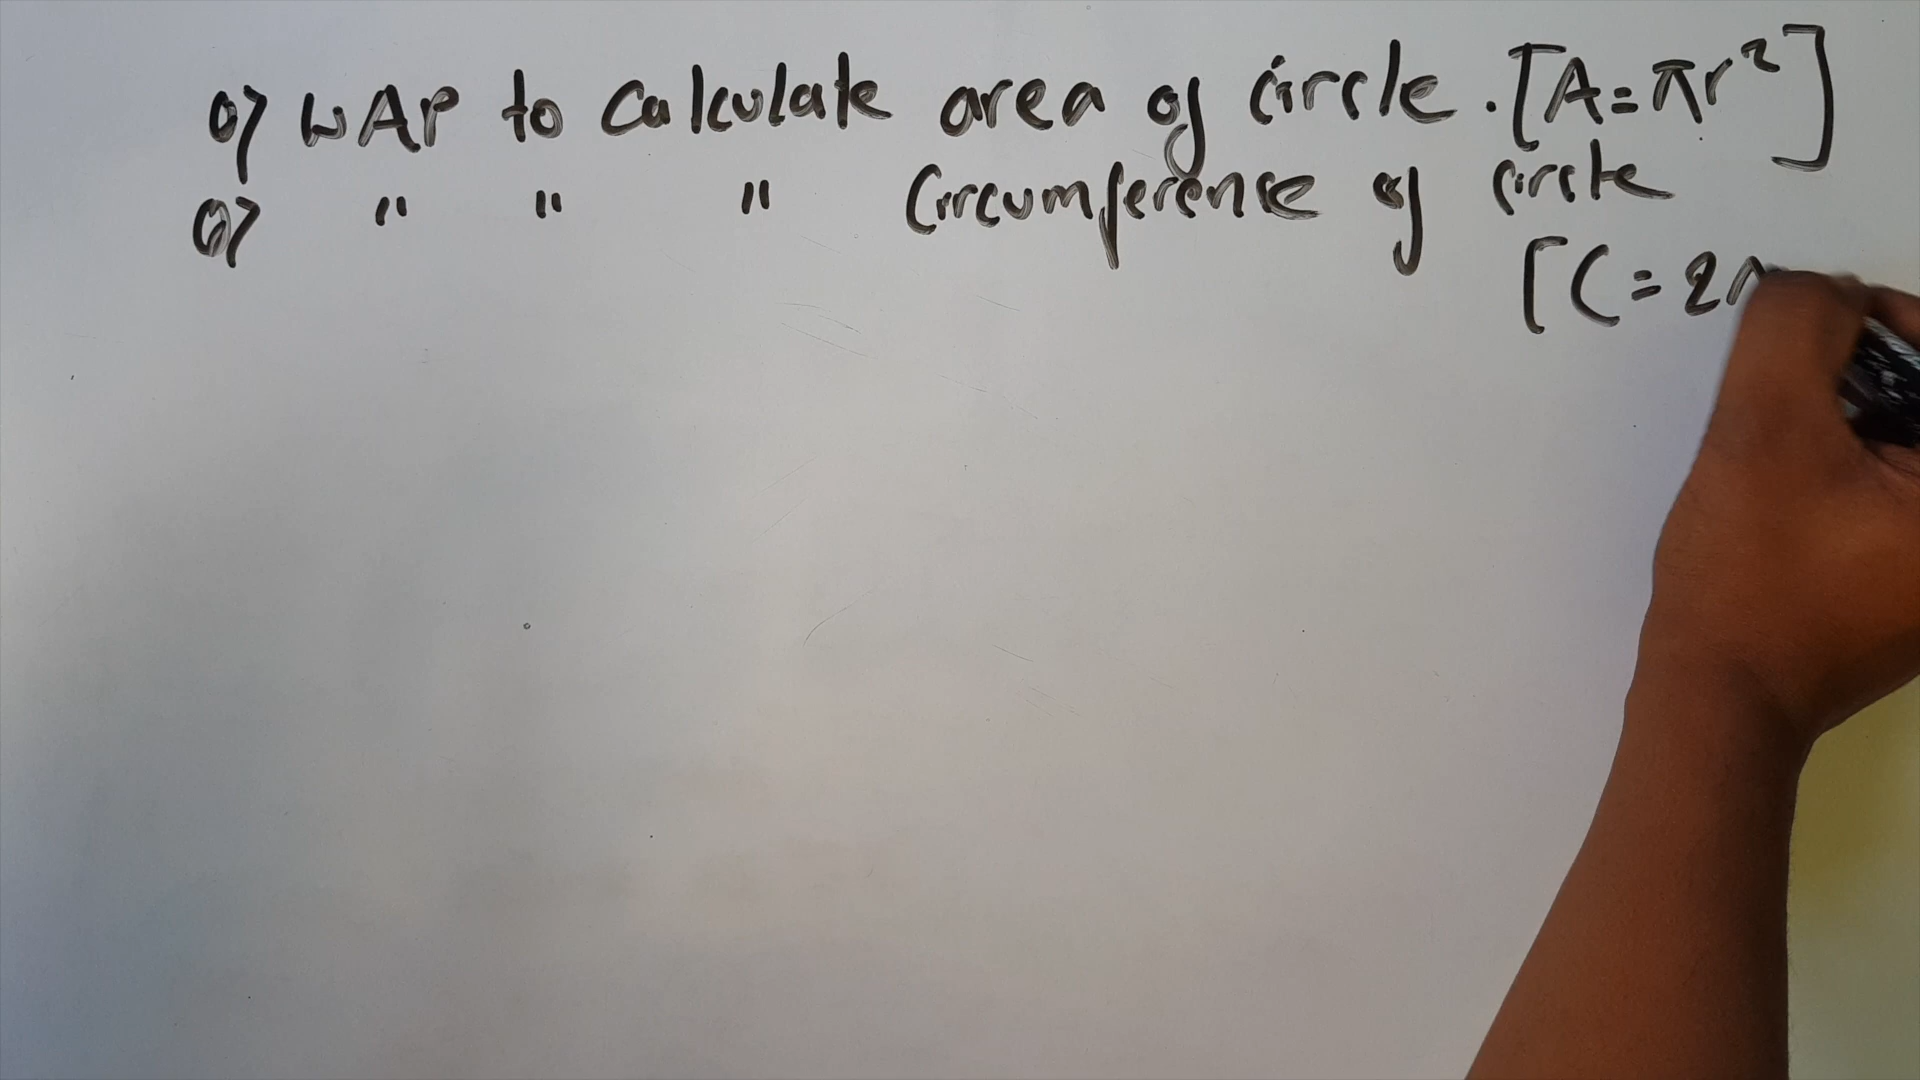 Q> WAP to Calculate area of circle. [A=πr²]
Q> " " " Circumference of circle
[C=2